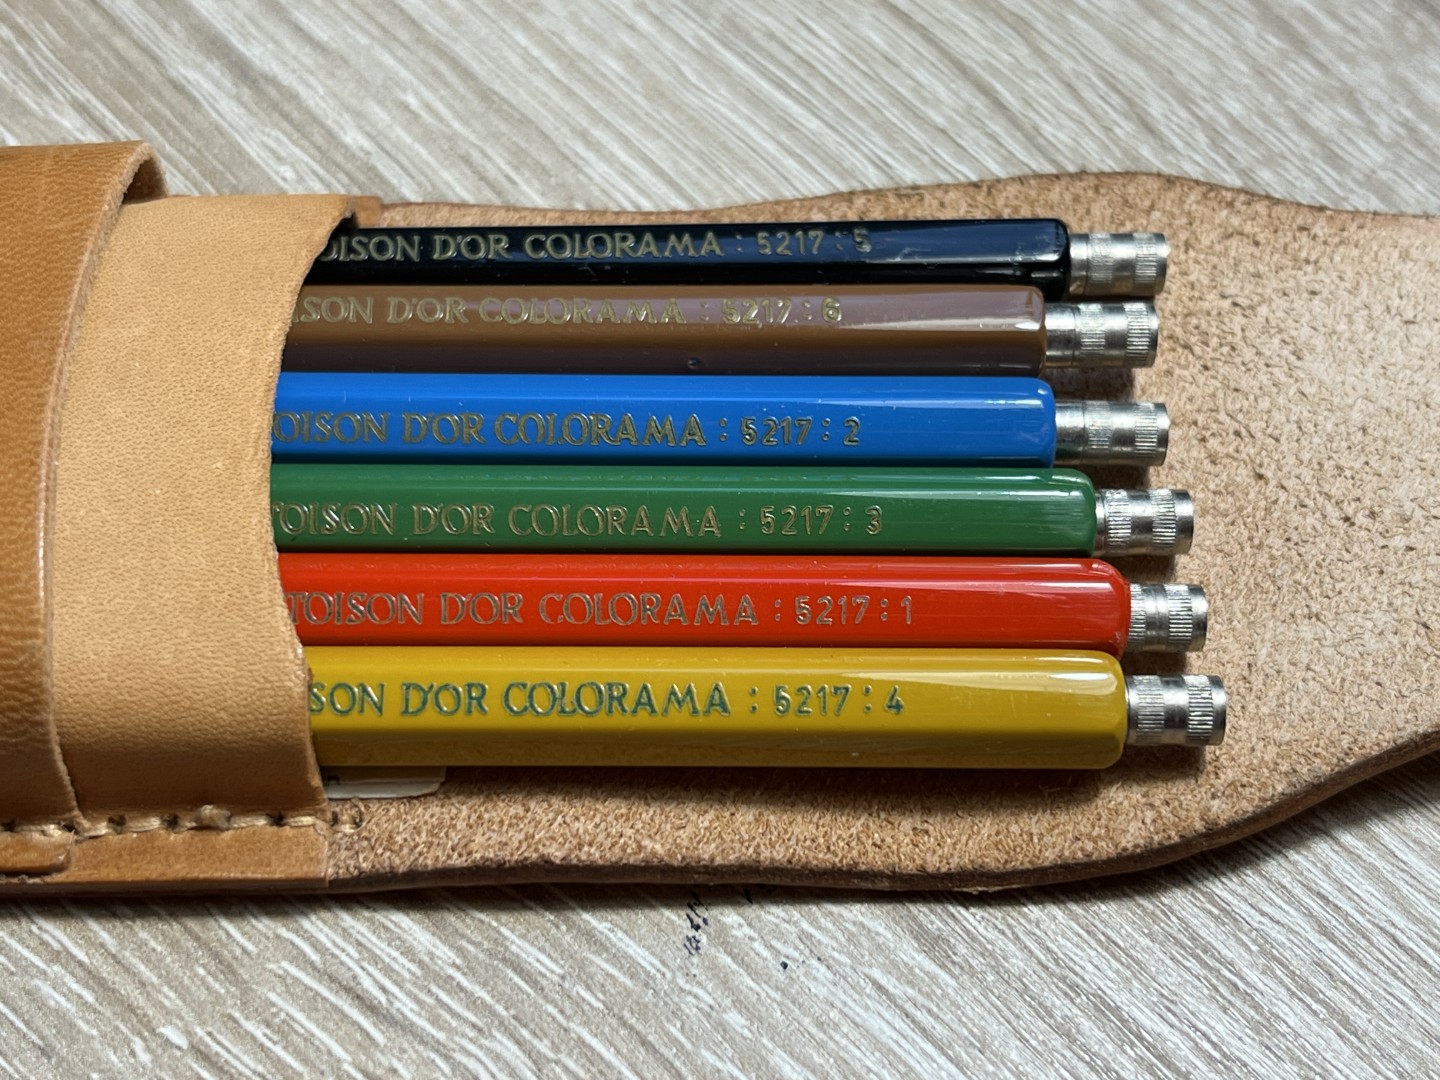 OISON D'OR COLORAMA : 5217 : 5
ISON D'OR COLORAMA : 5217 : 6
OISON D'OR COLORAMA : 5217 : 2
TOISON D'OR COLORAMA : 5217 : 3
TOISON D'OR COLORAMA : 5217 : 1
SON D'OR COLORAMA : 5217 : 4